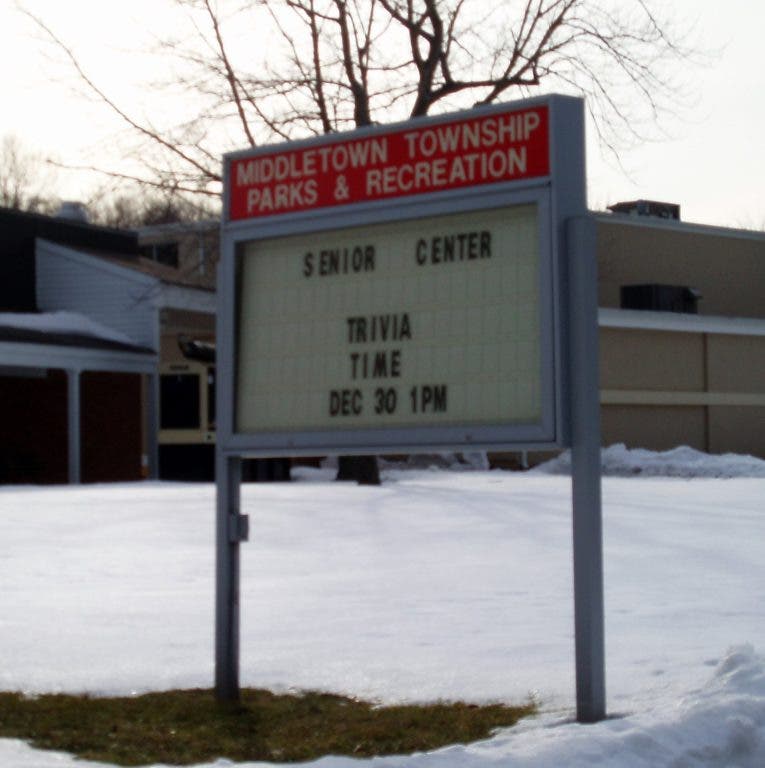 MIDDLETOWN TOWNSHIP
PARKS & RECREATION
SENIOR CENTER
TRIVIA
TIME
DEC 30 1PM